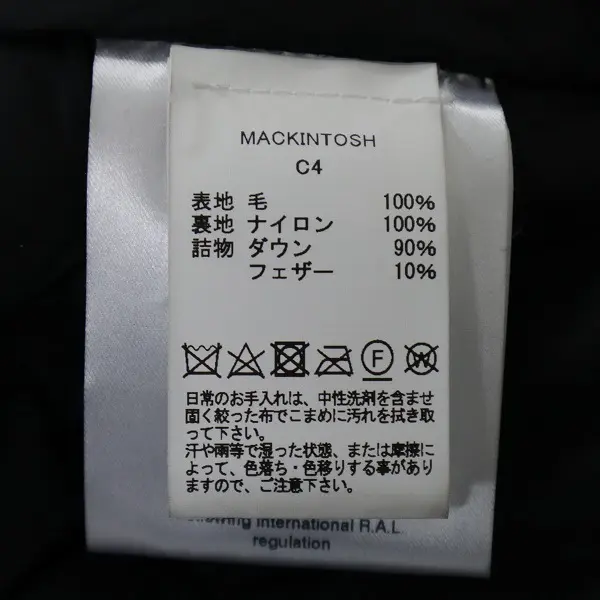 MACKINTOSH
C4
表地 毛 100%
裏地 ナイロン 100%
詰物 ダウン 90%
フェザー 10%
F W
日常のお手入れは、中性洗剤を含ませ
固く絞った布でこまめに汚れを拭き取
って下さい。
汗や雨等で湿った状態、または摩擦に
よって、色落ち・色移りする事があり
ますので、ご注意下さい。
international R.A.L.
regulation